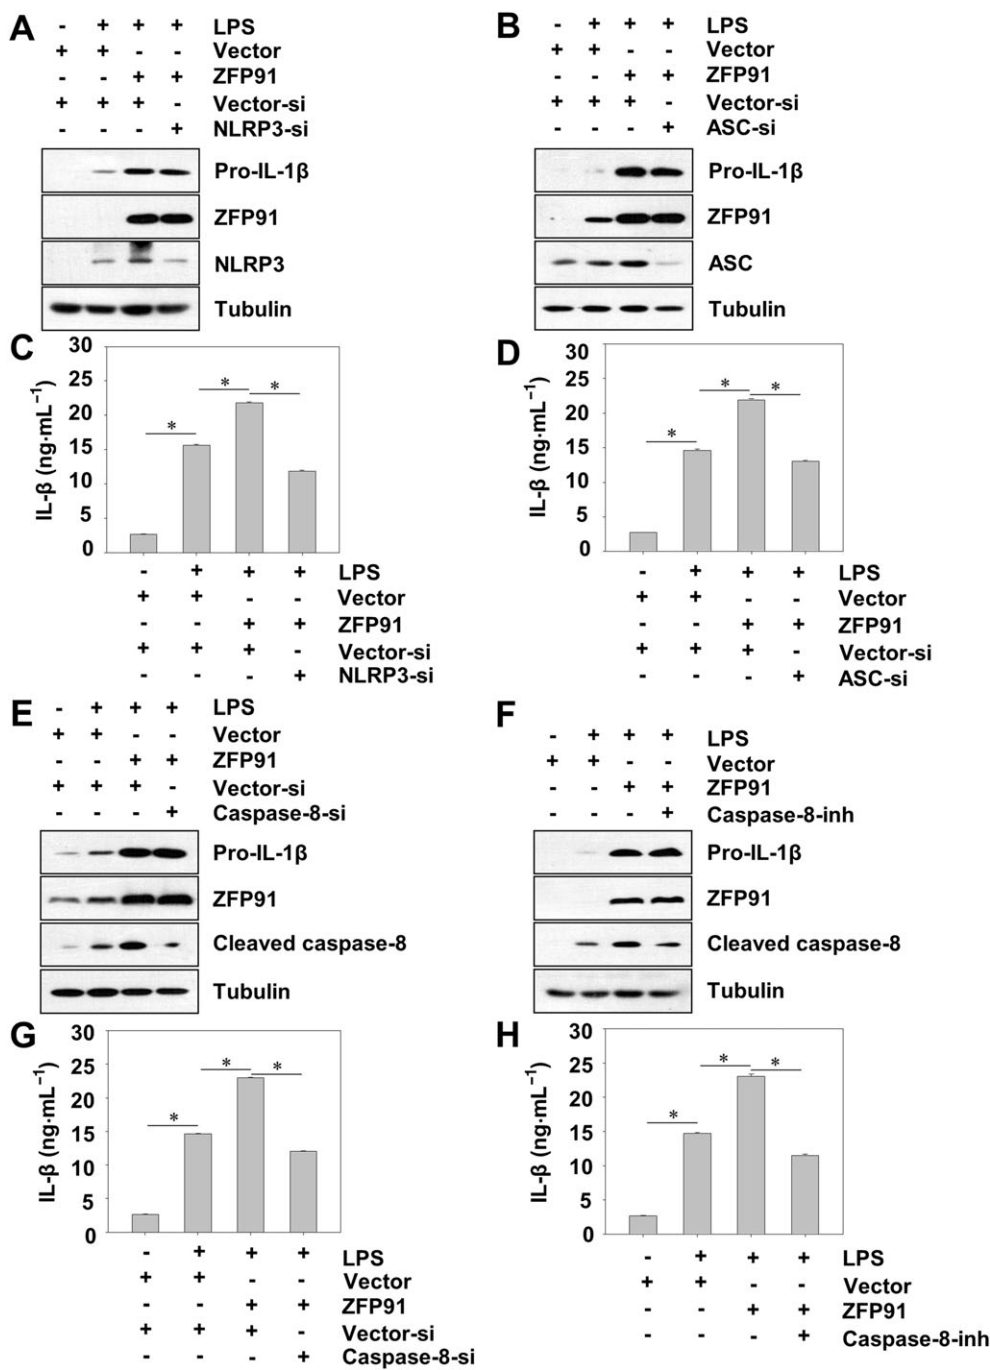 A
- + + + LPS
+ + - - Vector
- - + + ZFP91
+ + + - Vector-si
- - - + NLRP3-si
Pro-IL-1β
ZFP91
NLRP3
Tubulin
B
- + + + LPS
+ + - - Vector
- - + + ZFP91
+ + + - Vector-si
- - - + ASC-si
Pro-IL-1β
ZFP91
ASC
Tubulin
C
IL-β (ng·mL⁻¹)
30
25
20
15
10
5
0
* * *
- + + + LPS
+ + - - Vector
- - + + ZFP91
+ + + - Vector-si
- - - + NLRP3-si
D
IL-β (ng·mL⁻¹)
30
25
20
15
10
5
0
* * *
- + + + LPS
+ + - - Vector
- - + + ZFP91
+ + + - Vector-si
- - - + ASC-si
E
- + + + LPS
+ + - - Vector
- - + + ZFP91
+ + + - Vector-si
- - - + Caspase-8-si
Pro-IL-1β
ZFP91
Cleaved caspase-8
Tubulin
F
- + + + LPS
+ + - - Vector
- - + + ZFP91
- - - + Caspase-8-inh
Pro-IL-1β
ZFP91
Cleaved caspase-8
Tubulin
G
IL-β (ng·mL⁻¹)
30
25
20
15
10
5
0
* * *
- + + + LPS
+ + - - Vector
- - + + ZFP91
+ + + - Vector-si
- - - + Caspase-8-si
H
IL-β (ng·mL⁻¹)
30
25
20
15
10
5
0
* * *
- + + + LPS
+ + - - Vector
- - + + ZFP91
- - - + Caspase-8-inh